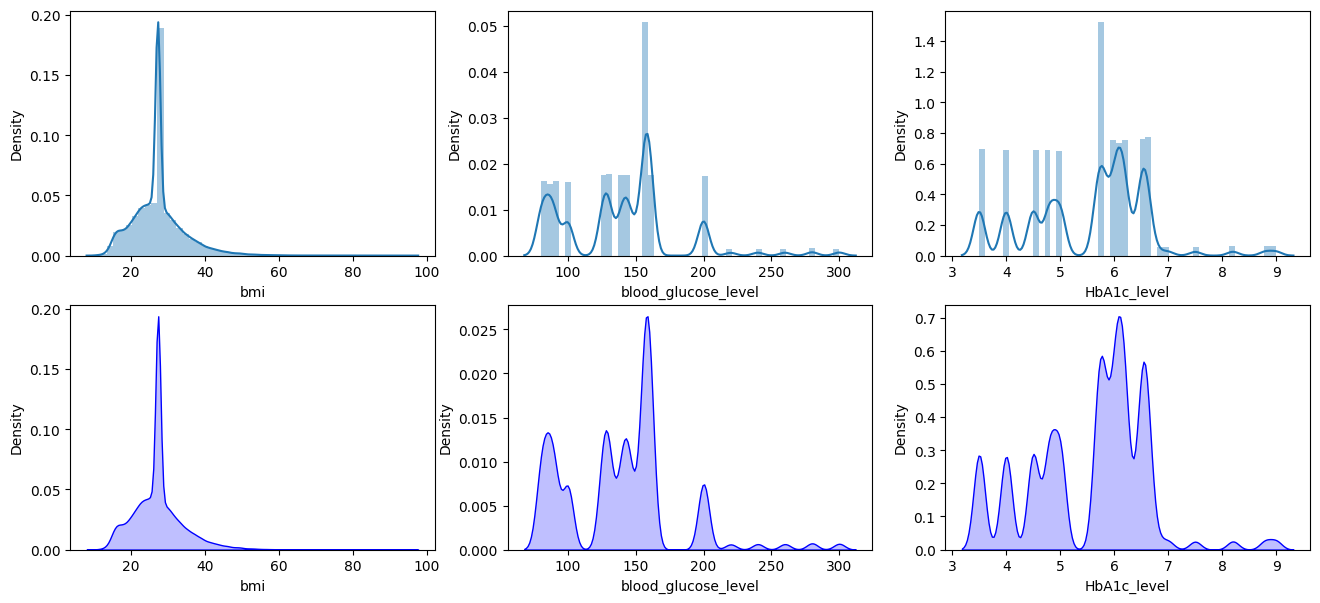 Density
0.20
0.15
0.10
0.05
0.00
20 40 60 80 100
bmi
Density
0.05
0.04
0.03
0.02
0.01
0.00
100 150 200 250 300
blood_glucose_level
Density
1.4
1.2
1.0
0.8
0.6
0.4
0.2
0.0
3 4 5 6 7 8 9
HbA1c_level
Density
0.20
0.15
0.10
0.05
0.00
20 40 60 80 100
bmi
Density
0.025
0.020
0.015
0.010
0.005
0.000
100 150 200 250 300
blood_glucose_level
Density
0.7
0.6
0.5
0.4
0.3
0.2
0.1
0.0
3 4 5 6 7 8 9
HbA1c_level